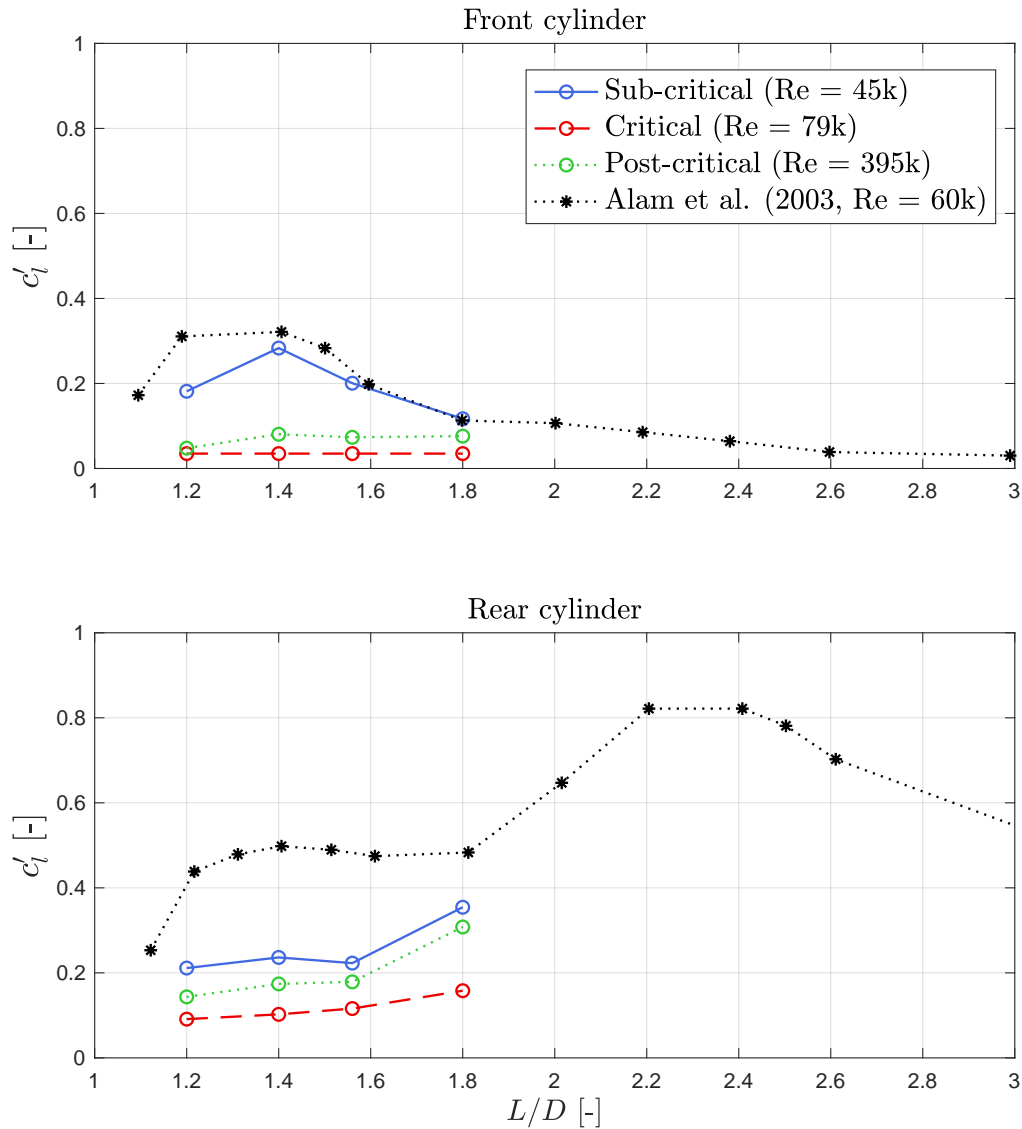 Front cylinder
1
0.8
0.6
0.4
0.2
0
c′l [-]
Sub-critical (Re = 45k)
Critical (Re = 79k)
Post-critical (Re = 395k)
Alam et al. (2003, Re = 60k)
1 1.2 1.4 1.6 1.8 2 2.2 2.4 2.6 2.8 3
Rear cylinder
1
0.8
0.6
0.4
0.2
0
c′l [-]
1 1.2 1.4 1.6 1.8 2 2.2 2.4 2.6 2.8 3
L/D [-]